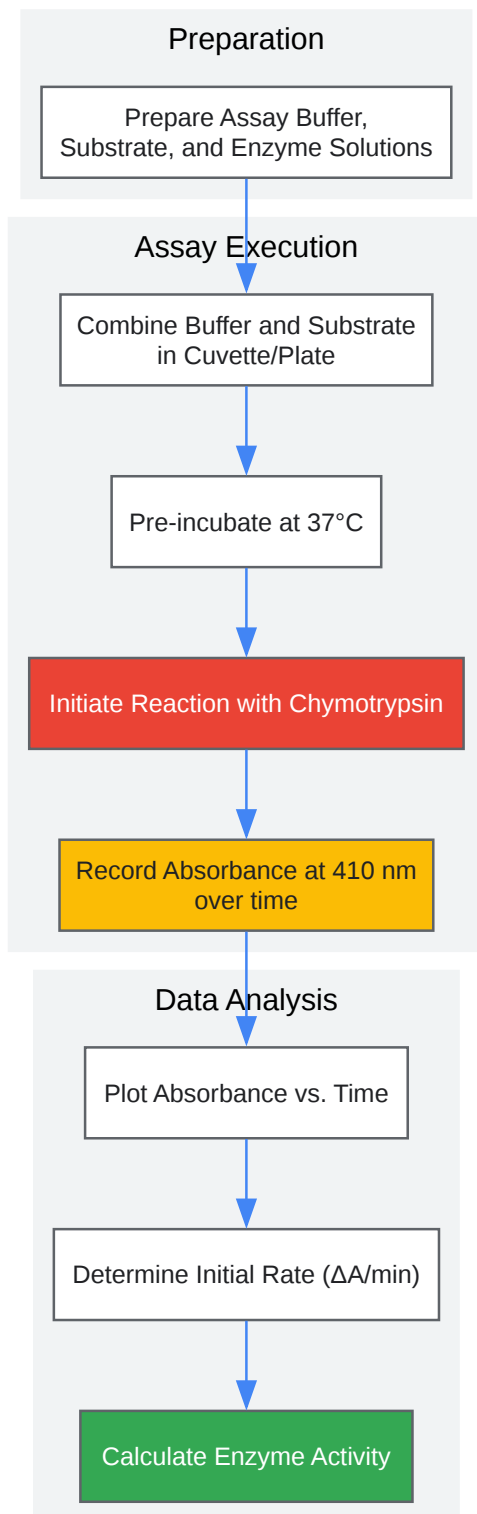 Preparation
Prepare Assay Buffer,
Substrate, and Enzyme Solutions
Assay Execution
Combine Buffer and Substrate
in Cuvette/Plate
Pre-incubate at 37°C
Initiate Reaction with Chymotrypsin
Record Absorbance at 410 nm
over time
Data Analysis
Plot Absorbance vs. Time
Determine Initial Rate (ΔA/min)
Calculate Enzyme Activity